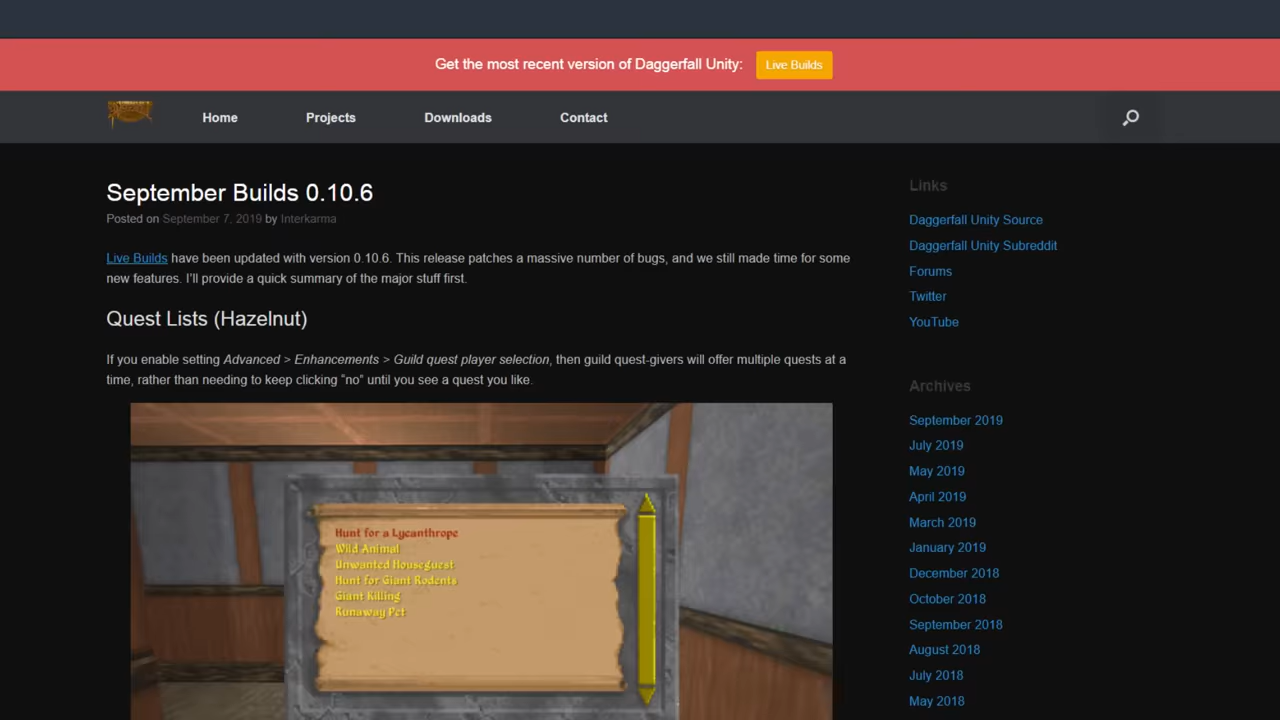 Get the most recent version of Daggerfall Unity: Live Builds
Home Projects Downloads Contact
September Builds 0.10.6
Posted on September 7, 2019 by Interkarma
Live Builds have been updated with version 0.10.6. This release patches a massive number of bugs, and we still made time for some
new features. I’ll provide a quick summary of the major stuff first.
Quest Lists (Hazelnut)
If you enable setting Advanced > Enhancements > Guild quest player selection, then guild quest-givers will offer multiple quests at a
time, rather than needing to keep clicking “no” until you see a quest you like.
Hunt for a Lycanthrope
Wild Animal
Unwanted Houseguest
Hunt for Giant Rodents
Giant Killing
Runaway Pet
Links
Daggerfall Unity Source
Daggerfall Unity Subreddit
Forums
Twitter
YouTube
Archives
September 2019
July 2019
May 2019
April 2019
March 2019
January 2019
December 2018
October 2018
September 2018
August 2018
July 2018
May 2018